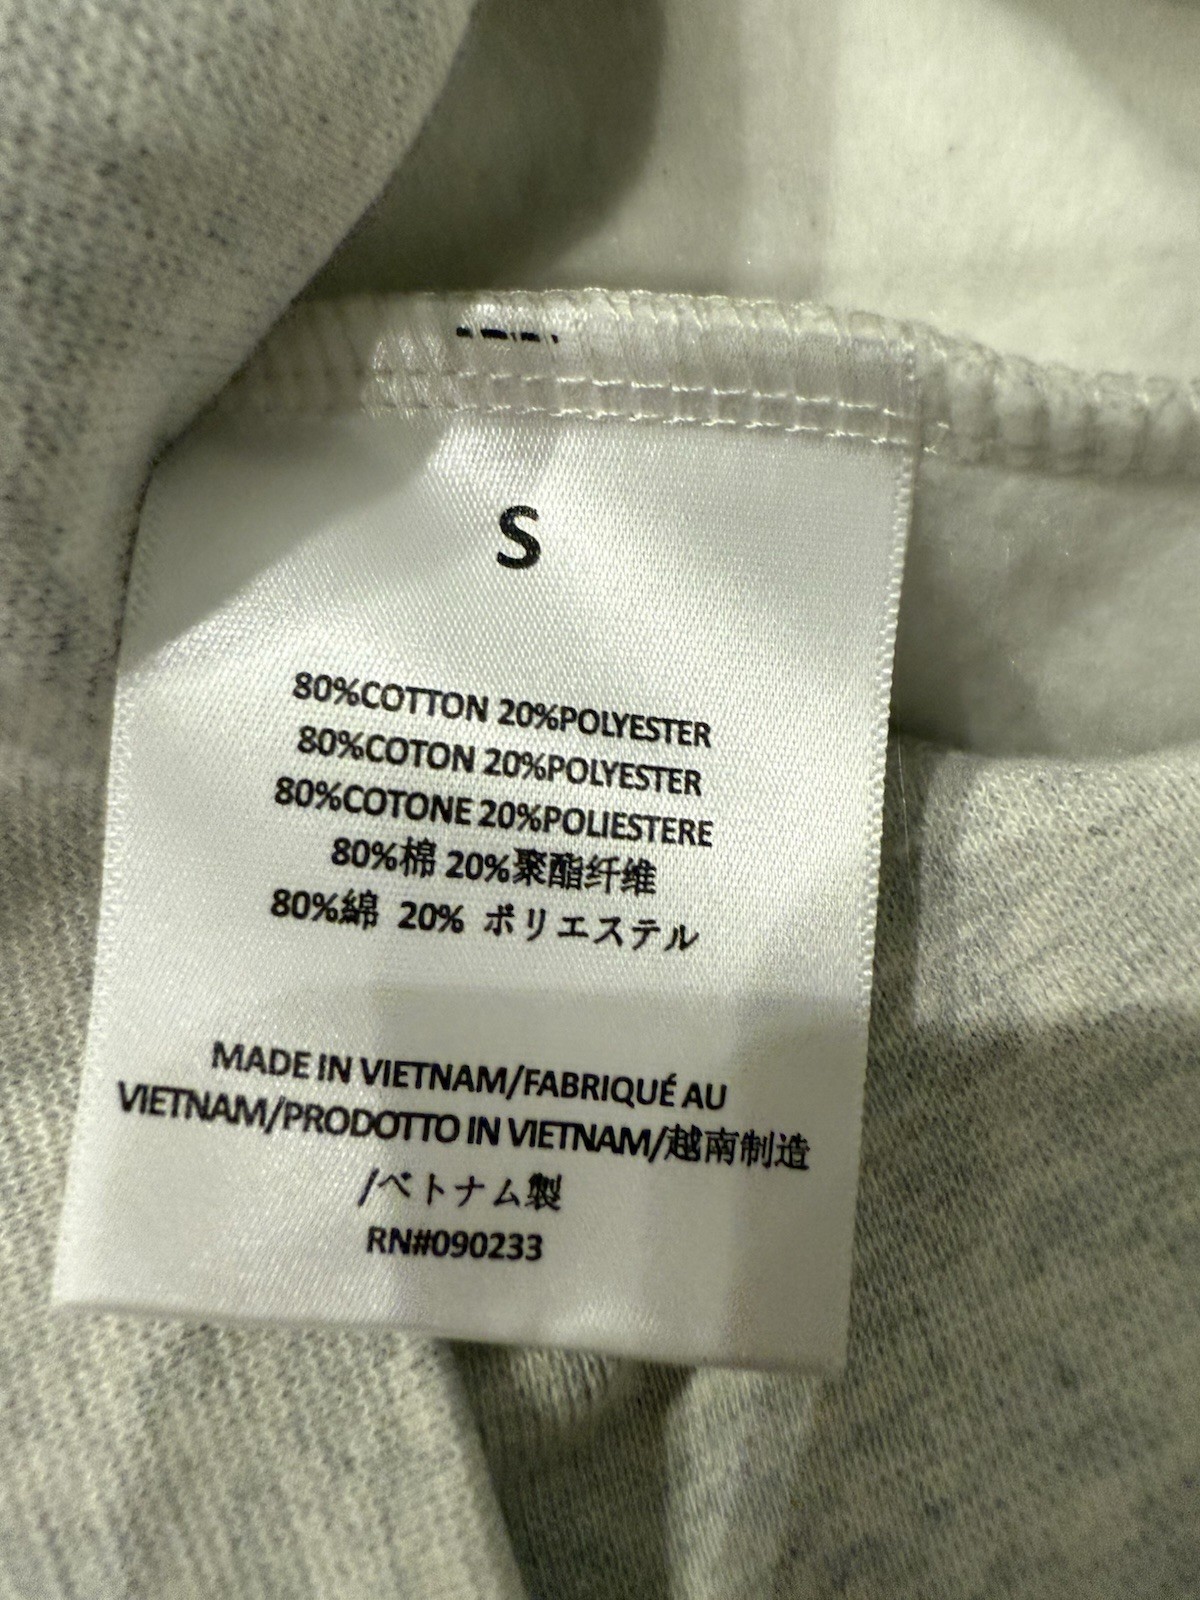 S
80%COTTON 20%POLYESTER
80%COTON 20%POLYESTER
80%COTONE 20%POLIESTERE
80%棉 20%聚酯纤维
80%綿 20% ポリエステル
MADE IN VIETNAM/FABRIQUÉ AU
VIETNAM/PRODOTTO IN VIETNAM/越南制造
/ベトナム製
RN#090233